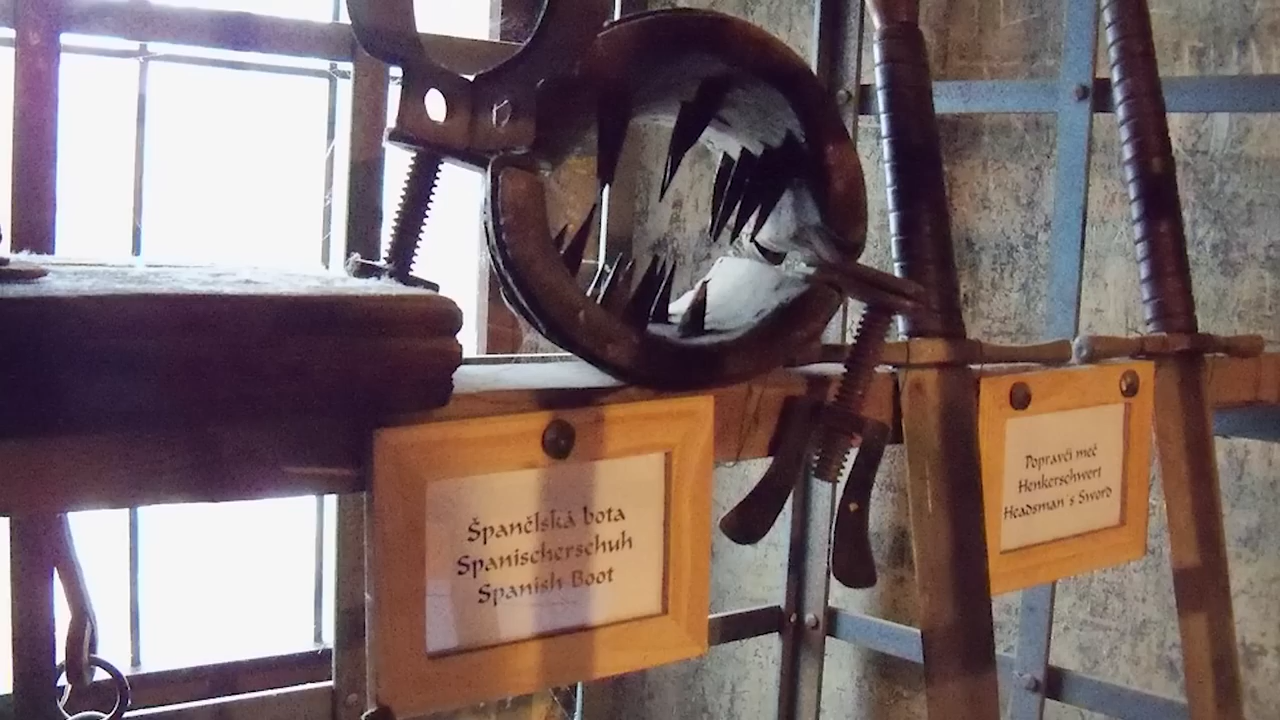 Španělská bota
Spanischerschuh
Spanish Boot
Popravčí meč
Henkerschwert
Headsman´s Sword